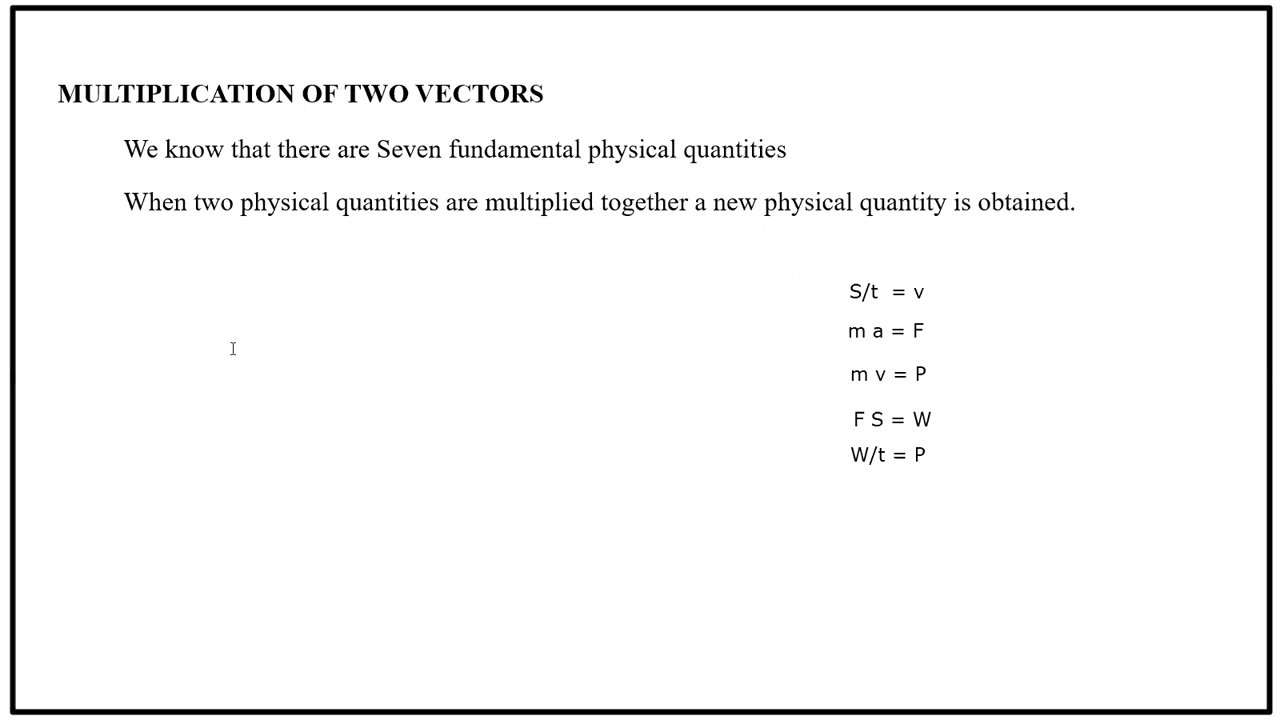 MULTIPLICATION OF TWO VECTORS
We know that there are Seven fundamental physical quantities
When two physical quantities are multiplied together a new physical quantity is obtained.
S/t = v
m a = F
m v = P
F S = W
W/t = P